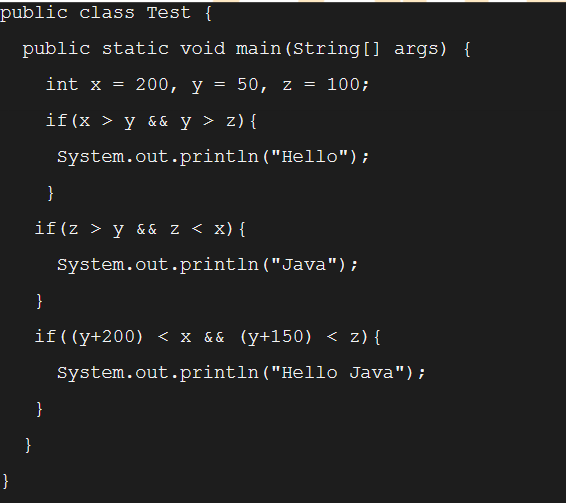 public class Test {
public static void main(String[] args) {
int x = 200, y = 50, z = 100;
if(x > y && y > z){
System.out.println("Hello");
}
if(z > y && z < x){
System.out.println("Java");
}
if((y+200) < x && (y+150) < z){
System.out.println("Hello Java");
}
}
}